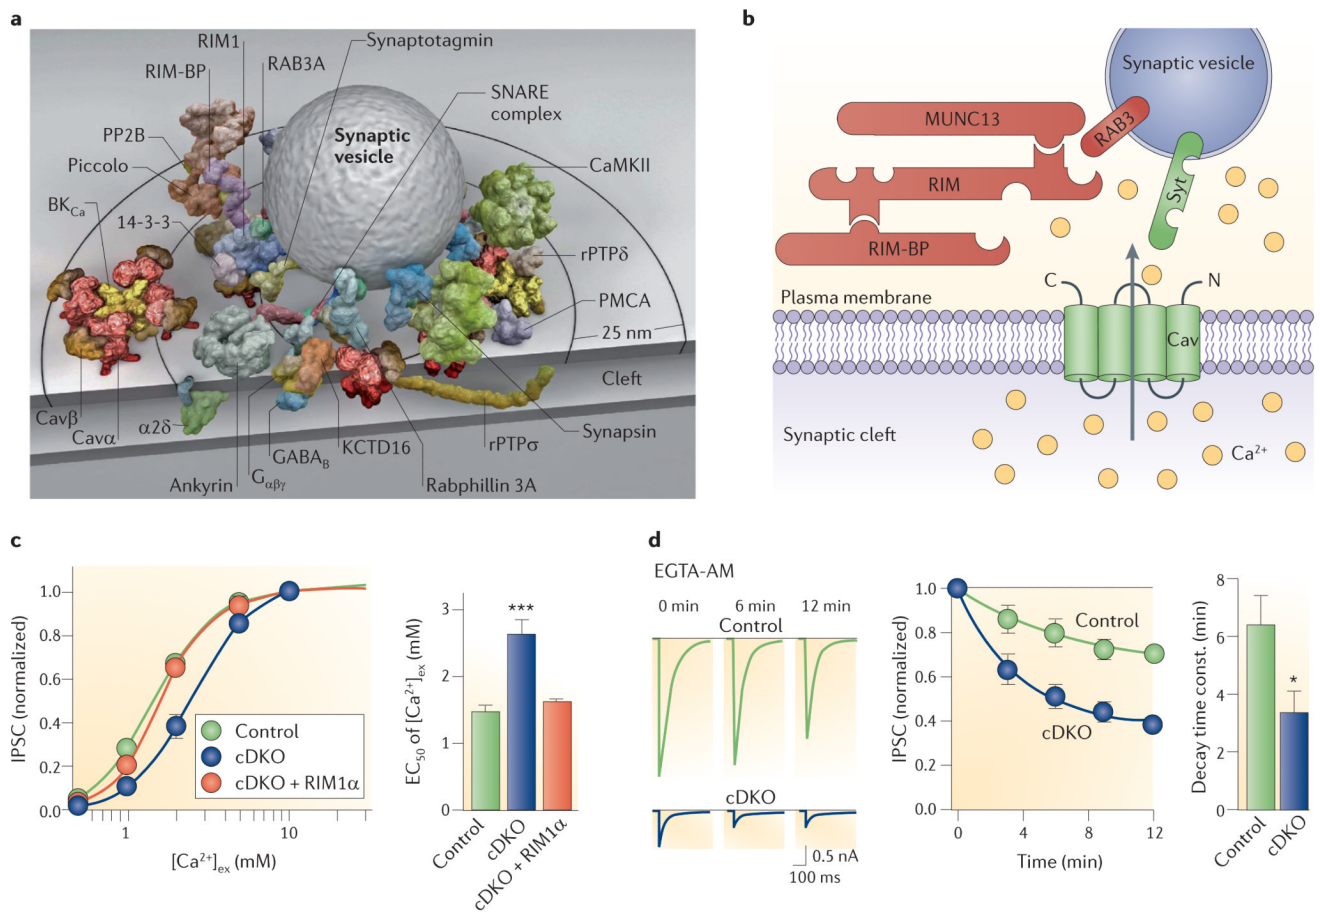 a
RIM1
Synaptotagmin
RIM-BP
RAB3A
SNARE
complex
PP2B
Synaptic
vesicle
Piccolo
CaMKII
BKCa
14-3-3
rPTPδ
PMCA
25 nm
Cleft
Cavβ
Cavα
α2δ
Synapsin
GABAB
KCTD16
rPTPσ
Ankyrin
Gαβγ
Rabphillin 3A
b
Synaptic vesicle
MUNC13
RAB3
RIM
Syt
RIM-BP
C
N
Plasma membrane
Cav
Synaptic cleft
Ca2+
c
IPSC (normalized)
1.0
0.8
0.6
0.4
0.2
0.0
1
10
[Ca2+]ex (mM)
Control
cDKO
cDKO + RIM1α
EC50 of [Ca2+]ex (mM)
3
2
1
0
***
Control
cDKO
cDKO + RIM1α
d
EGTA-AM
0 min
6 min
12 min
Control
cDKO
0.5 nA
100 ms
IPSC (normalized)
1.0
0.8
0.6
0.4
0.2
0.0
Control
cDKO
0
4
8
12
Time (min)
Decay time const. (min)
8
6
4
2
0
*
Control
cDKO